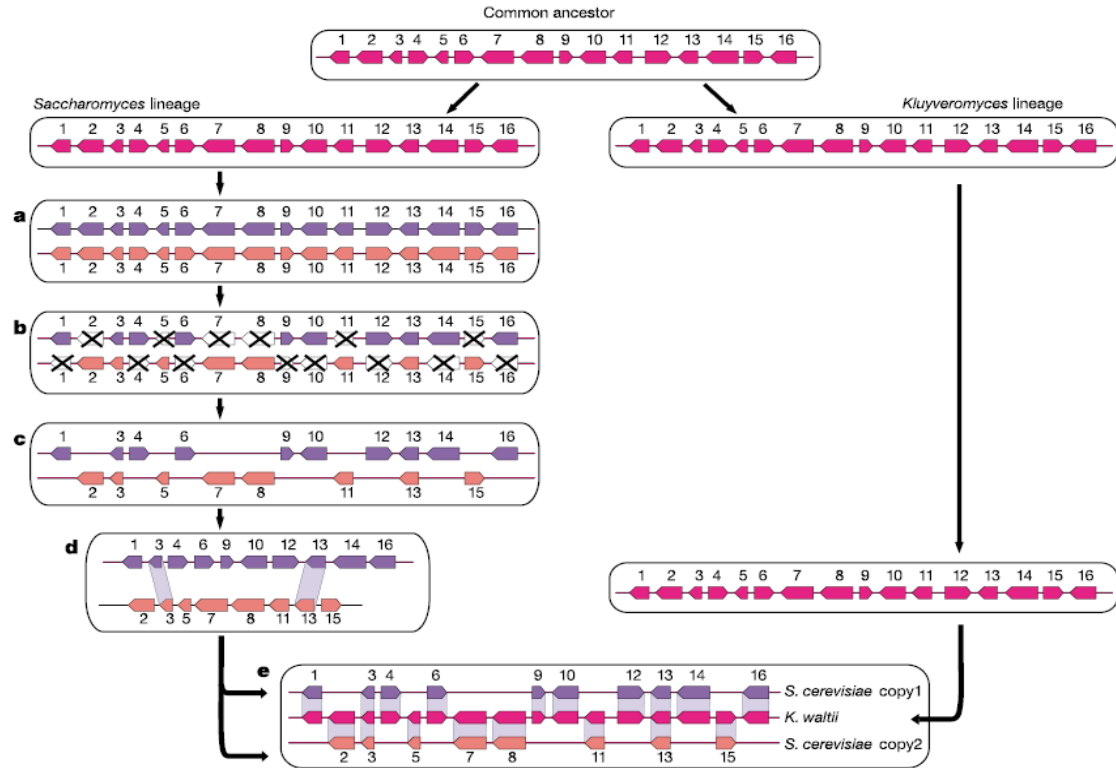 Common ancestor
1 2 3 4 5 6 7 8 9 10 11 12 13 14 15 16
Saccharomyces lineage
Kluyveromyces lineage
1 2 3 4 5 6 7 8 9 10 11 12 13 14 15 16
1 2 3 4 5 6 7 8 9 10 11 12 13 14 15 16
a
1 2 3 4 5 6 7 8 9 10 11 12 13 14 15 16
1 2 3 4 5 6 7 8 9 10 11 12 13 14 15 16
b
1 2 3 4 5 6 7 8 9 10 11 12 13 14 15 16
1 2 3 4 5 6 7 8 9 10 11 12 13 14 15 16
c
1 3 4 6 9 10 12 13 14 16
2 3 5 7 8 11 13 15
d
1 3 4 6 9 10 12 13 14 16
2 3 5 7 8 11 13 15
1 2 3 4 5 6 7 8 9 10 11 12 13 14 15 16
e
1 3 4 6 9 10 12 13 14 16
S. cerevisiae copy1
K. waltii
S. cerevisiae copy2
2 3 5 7 8 11 13 15